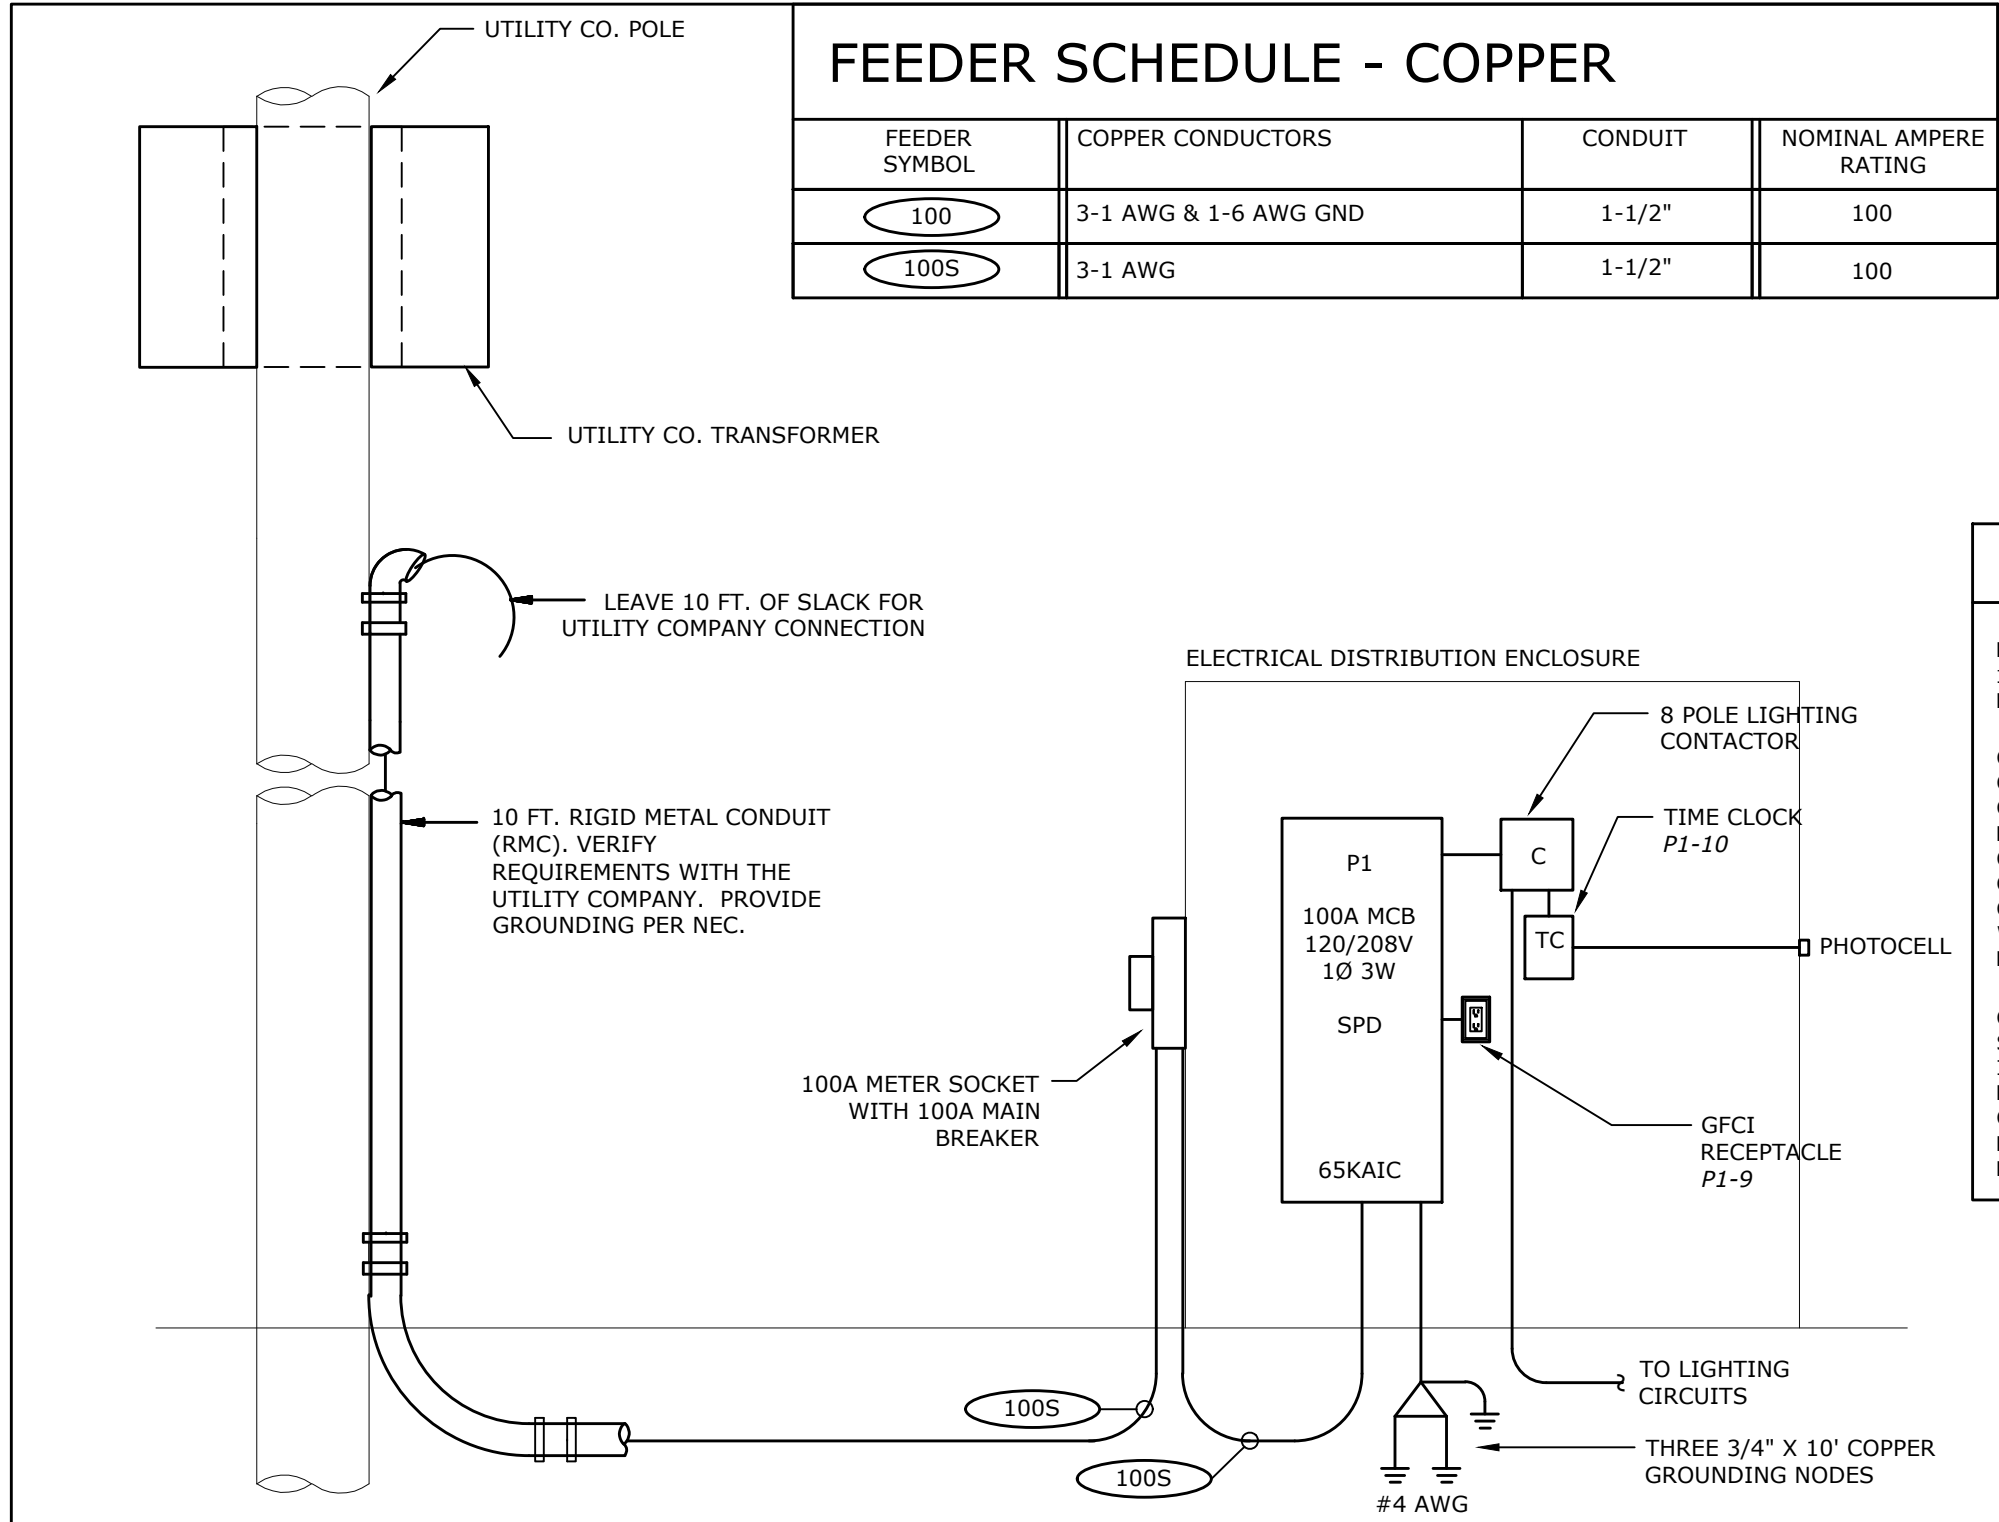 UTILITY CO. POLE
FEEDER SCHEDULE - COPPER
FEEDER
SYMBOL
COPPER CONDUCTORS
CONDUIT
NOMINAL AMPERE
RATING
100
3-1 AWG & 1-6 AWG GND
1-1/2"
100
100S
3-1 AWG
1-1/2"
100
UTILITY CO. TRANSFORMER
LEAVE 10 FT. OF SLACK FOR
UTILITY COMPANY CONNECTION
10 FT. RIGID METAL CONDUIT
(RMC). VERIFY
REQUIREMENTS WITH THE
UTILITY COMPANY.  PROVIDE
GROUNDING PER NEC.
ELECTRICAL DISTRIBUTION ENCLOSURE
8 POLE LIGHTING
CONTACTOR
TIME CLOCK
P1-10
C
TC
PHOTOCELL
P1
100A MCB
120/208V
1Ø 3W
SPD
65KAIC
100A METER SOCKET
WITH 100A MAIN
BREAKER
GFCI
RECEPTACLE
P1-9
TO LIGHTING
CIRCUITS
100S
100S
THREE 3/4" X 10' COPPER
GROUNDING NODES
#4 AWG